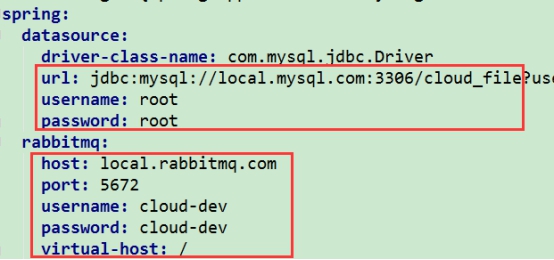 spring:
datasource:
driver-class-name: com.mysql.jdbc.Driver
url: jdbc:mysql://local.mysql.com:3306/cloud_file?use
username: root
password: root
rabbitmq:
host: local.rabbitmq.com
port: 5672
username: cloud-dev
password: cloud-dev
virtual-host: /